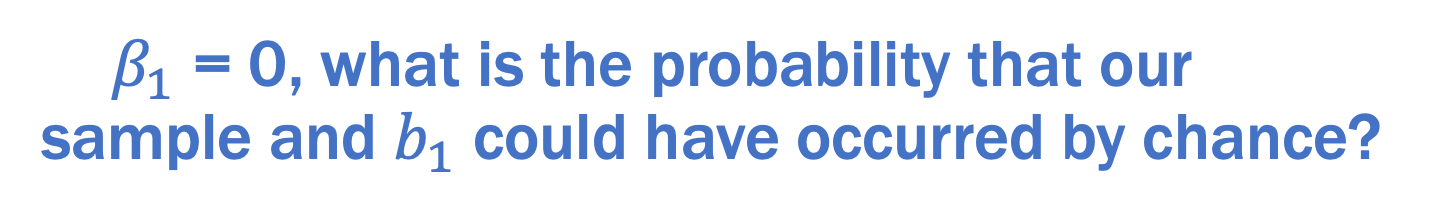 β₁ = 0, what is the probability that our
sample and b₁ could have occurred by chance?